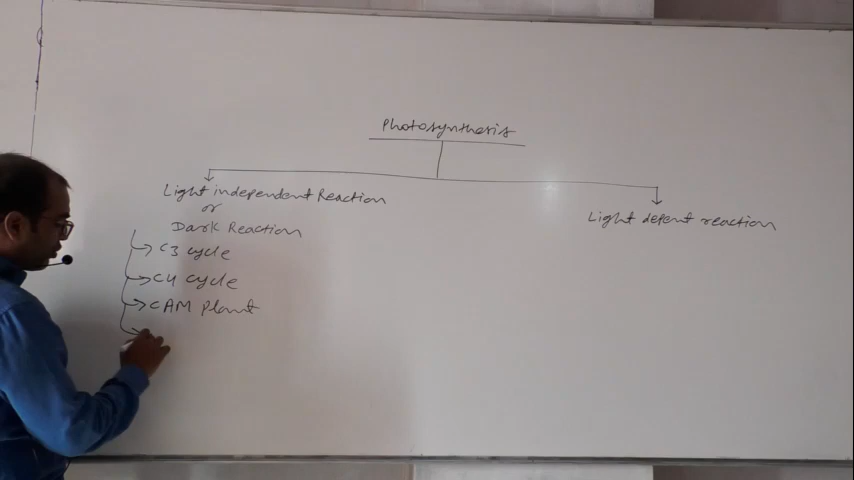 Photosynthesis
Light independent Reaction
or
Dark Reaction
C3 cycle
C4 cycle
CAM Plant
Light depent reaction